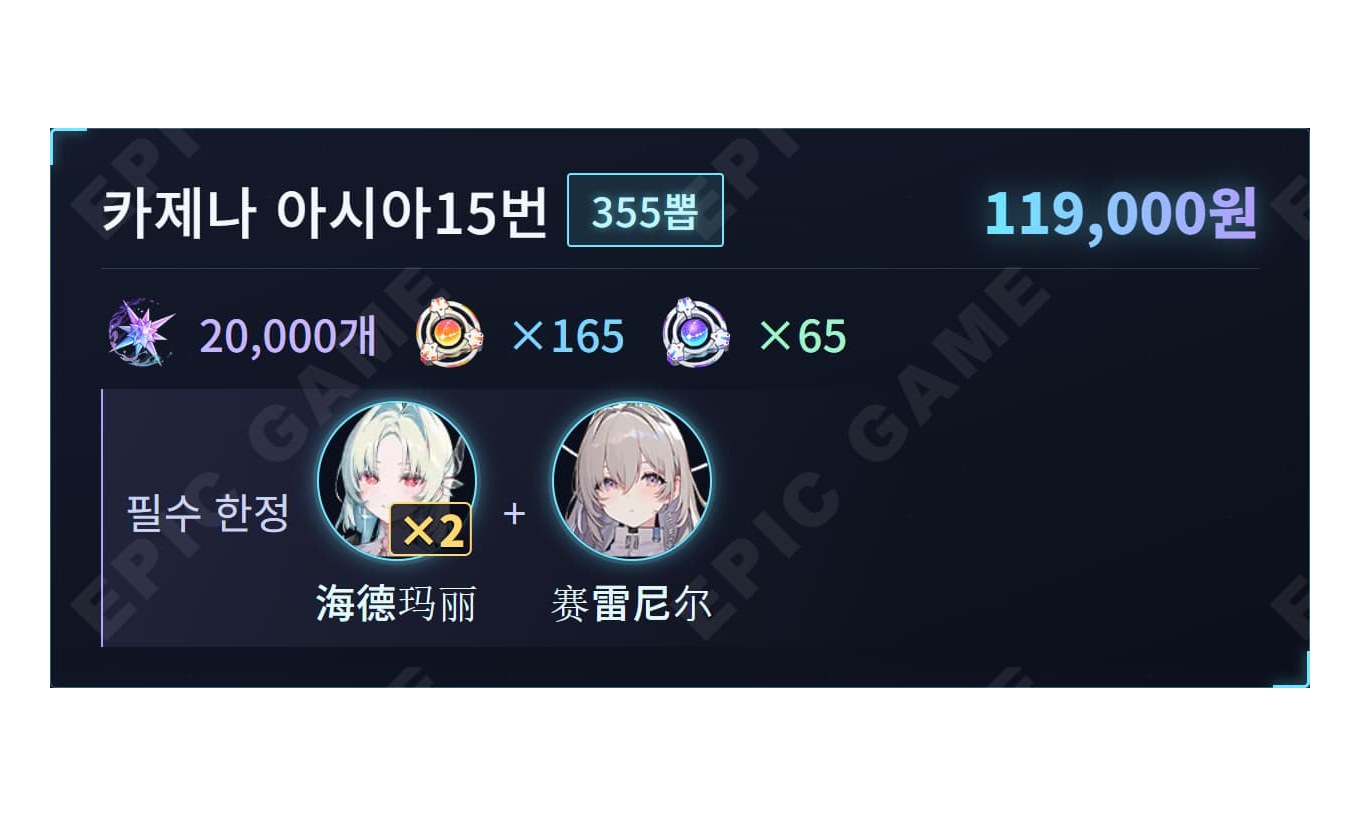 카제나 아시아15번 355뽑 119,000원
20,000개 ×165 ×65
필수 한정 ×2 +
海德玛丽 赛雷尼尔
EPIC GAME